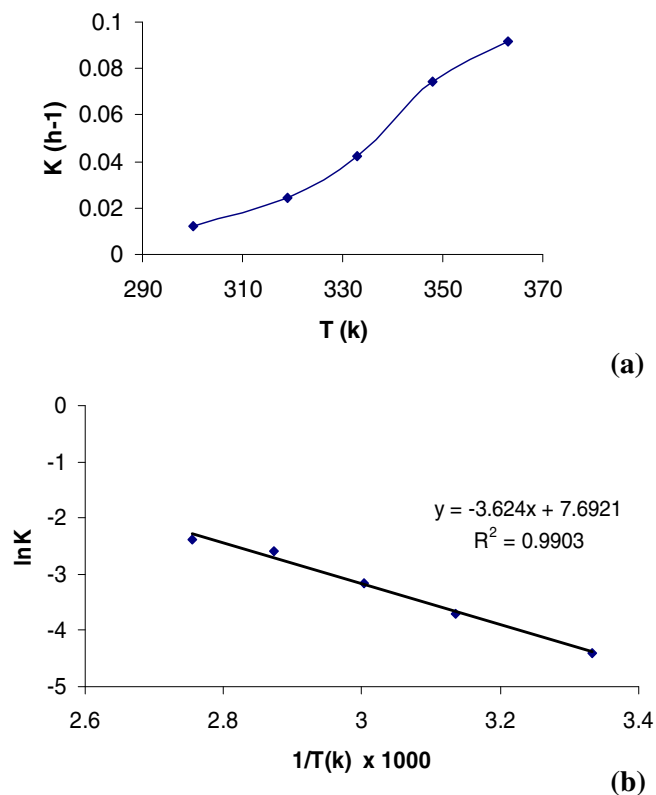 0.1
0.08
0.06
0.04
0.02
0
K (h-1)
290 310 330 350 370
T (k)
(a)
0
-1
-2
-3
-4
-5
lnK
y = -3.624x + 7.6921
R² = 0.9903
2.6 2.8 3 3.2 3.4
1/T(k) x 1000
(b)